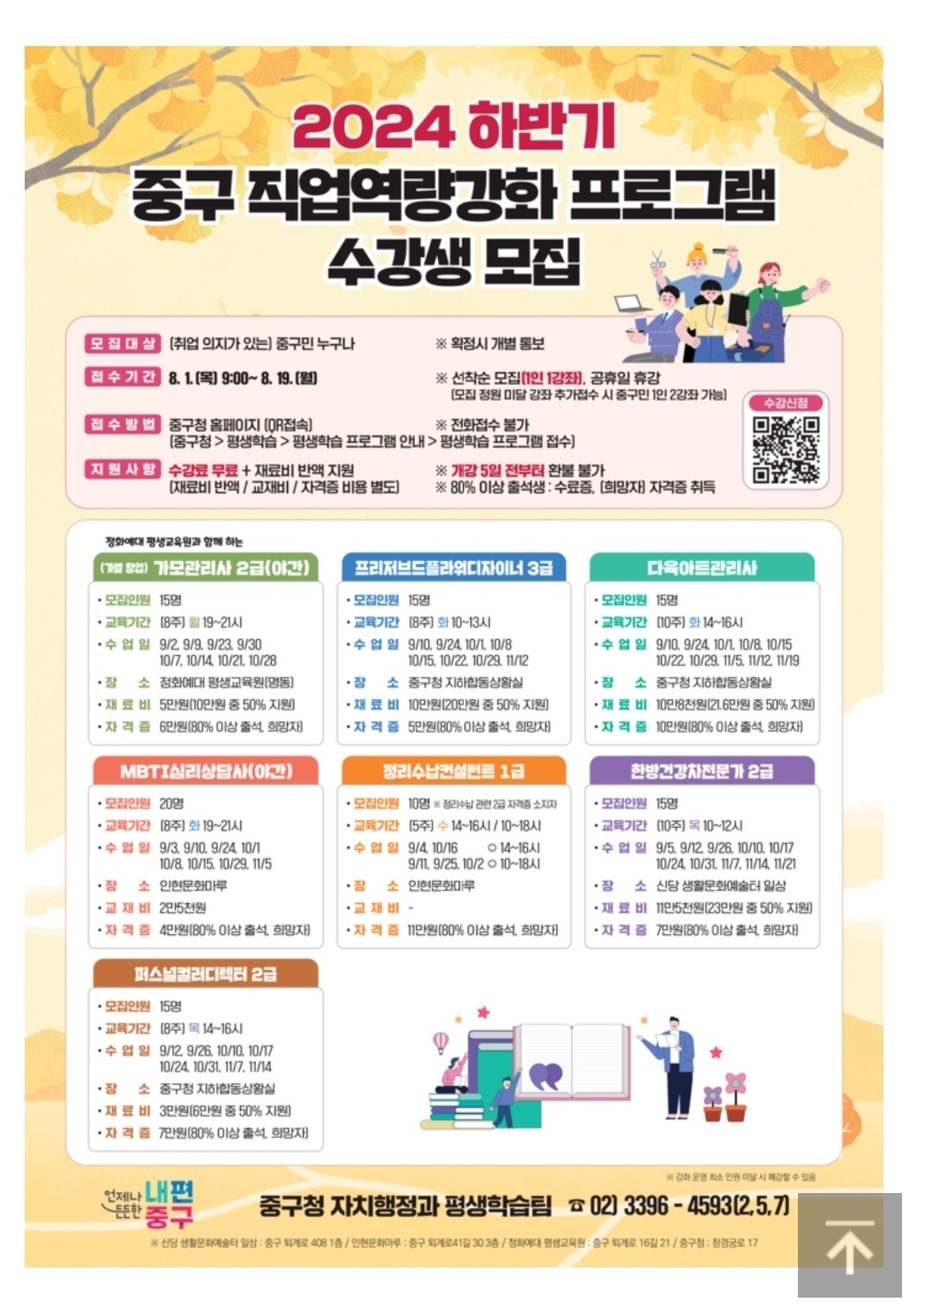 2024 하반기
중구 직업역량강화 프로그램
수강생 모집
모집대상 (취업 의지가 있는) 중구민 누구나 ※ 확정시 개별 통보
접수기간 8. 1.(목) 9:00~ 8. 19.(월) ※ 선착순 모집(1인 1강좌), 공휴일 휴강
(모집 정원 미달 강좌 추가접수 시 중구민 1인 2강좌 가능)
접수방법 중구청 홈페이지 (QR접속) ※ 전화접수 불가
(중구청 > 평생학습 > 평생학습 프로그램 안내 > 평생학습 프로그램 접수)
지원사항 수강료 무료 + 재료비 반액 지원 ※ 개강 5일 전부터 환불 불가
(재료비 반액 / 교재비 / 자격증 비용 별도) ※ 80% 이상 출석생 : 수료증, (희망자) 자격증 취득
수강신청
정화예대 평생교육원과 함께 하는
(개발 창업) 가모관리사 2급(야간)
• 모집인원 15명
• 교육기간 (8주) 월 19~21시
• 수업일 9/2, 9/9, 9/23, 9/30
10/7, 10/14, 10/21, 10/28
• 장소 정화예대 평생교육원(명동)
• 재료비 5만원(10만원 중 50% 지원)
• 자격증 6만원(80% 이상 출석, 희망자)
프리저브드플라워디자이너 3급
• 모집인원 15명
• 교육기간 (8주) 화 10~13시
• 수업일 9/10, 9/24, 10/1, 10/8
10/15, 10/22, 10/29, 11/12
• 장소 중구청 지하합동상황실
• 재료비 10만원(20만원 중 50% 지원)
• 자격증 5만원(80% 이상 출석, 희망자)
다육아트관리사
• 모집인원 15명
• 교육기간 (10주) 화 14~16시
• 수업일 9/10, 9/24, 10/1, 10/8, 10/15
10/22, 10/29, 11/5, 11/12, 11/19
• 장소 중구청 지하합동상황실
• 재료비 10만8천원(21.6만원 중 50% 지원)
• 자격증 10만원(80% 이상 출석, 희망자)
MBTI심리상담사(야간)
• 모집인원 20명
• 교육기간 (8주) 화 19~21시
• 수업일 9/3, 9/10, 9/24, 10/1
10/8, 10/15, 10/29, 11/5
• 장소 인현문화마루
• 교재비 2만5천원
• 자격증 4만원(80% 이상 출석, 희망자)
정리수납컨설턴트 1급
• 모집인원 10명 ※ 정리수납 관련 2급 자격증 소지자
• 교육기간 (5주) 수 14~16시 / 10~18시
• 수업일 9/4, 10/16 ✪ 14~16시
9/11, 9/25, 10/2 ✪ 10~18시
• 장소 인현문화마루
• 교재비 -
• 자격증 11만원(80% 이상 출석, 희망자)
한방건강차전문가 2급
• 모집인원 15명
• 교육기간 (10주) 목 10~12시
• 수업일 9/5, 9/12, 9/26, 10/10, 10/17
10/24, 10/31, 11/7, 11/14, 11/21
• 장소 신당 생활문화예술터 일상
• 재료비 11만5천원(23만원 중 50% 지원)
• 자격증 7만원(80% 이상 출석, 희망자)
퍼스널컬러디렉터 2급
• 모집인원 15명
• 교육기간 (8주) 목 14~16시
• 수업일 9/12, 9/26, 10/10, 10/17
10/24, 10/31, 11/7, 11/14
• 장소 중구청 지하합동상황실
• 재료비 3만원(6만원 중 50% 지원)
• 자격증 7만원(80% 이상 출석, 희망자)
※ 강좌 운영 최소 인원 미달 시 폐강할 수 있음
언제나 든든한 내편중구
중구청 자치행정과 평생학습팀 ☎ 02) 3396 - 4593(2,5,7)
※ 신당 생활문화예술터 일상 : 중구 퇴계로 408 1층 / 인현문화마루 : 중구 퇴계로41길 30 3층 / 정화예대 평생교육원 : 중구 퇴계로 16길 21 / 중구청 : 창경궁로 17